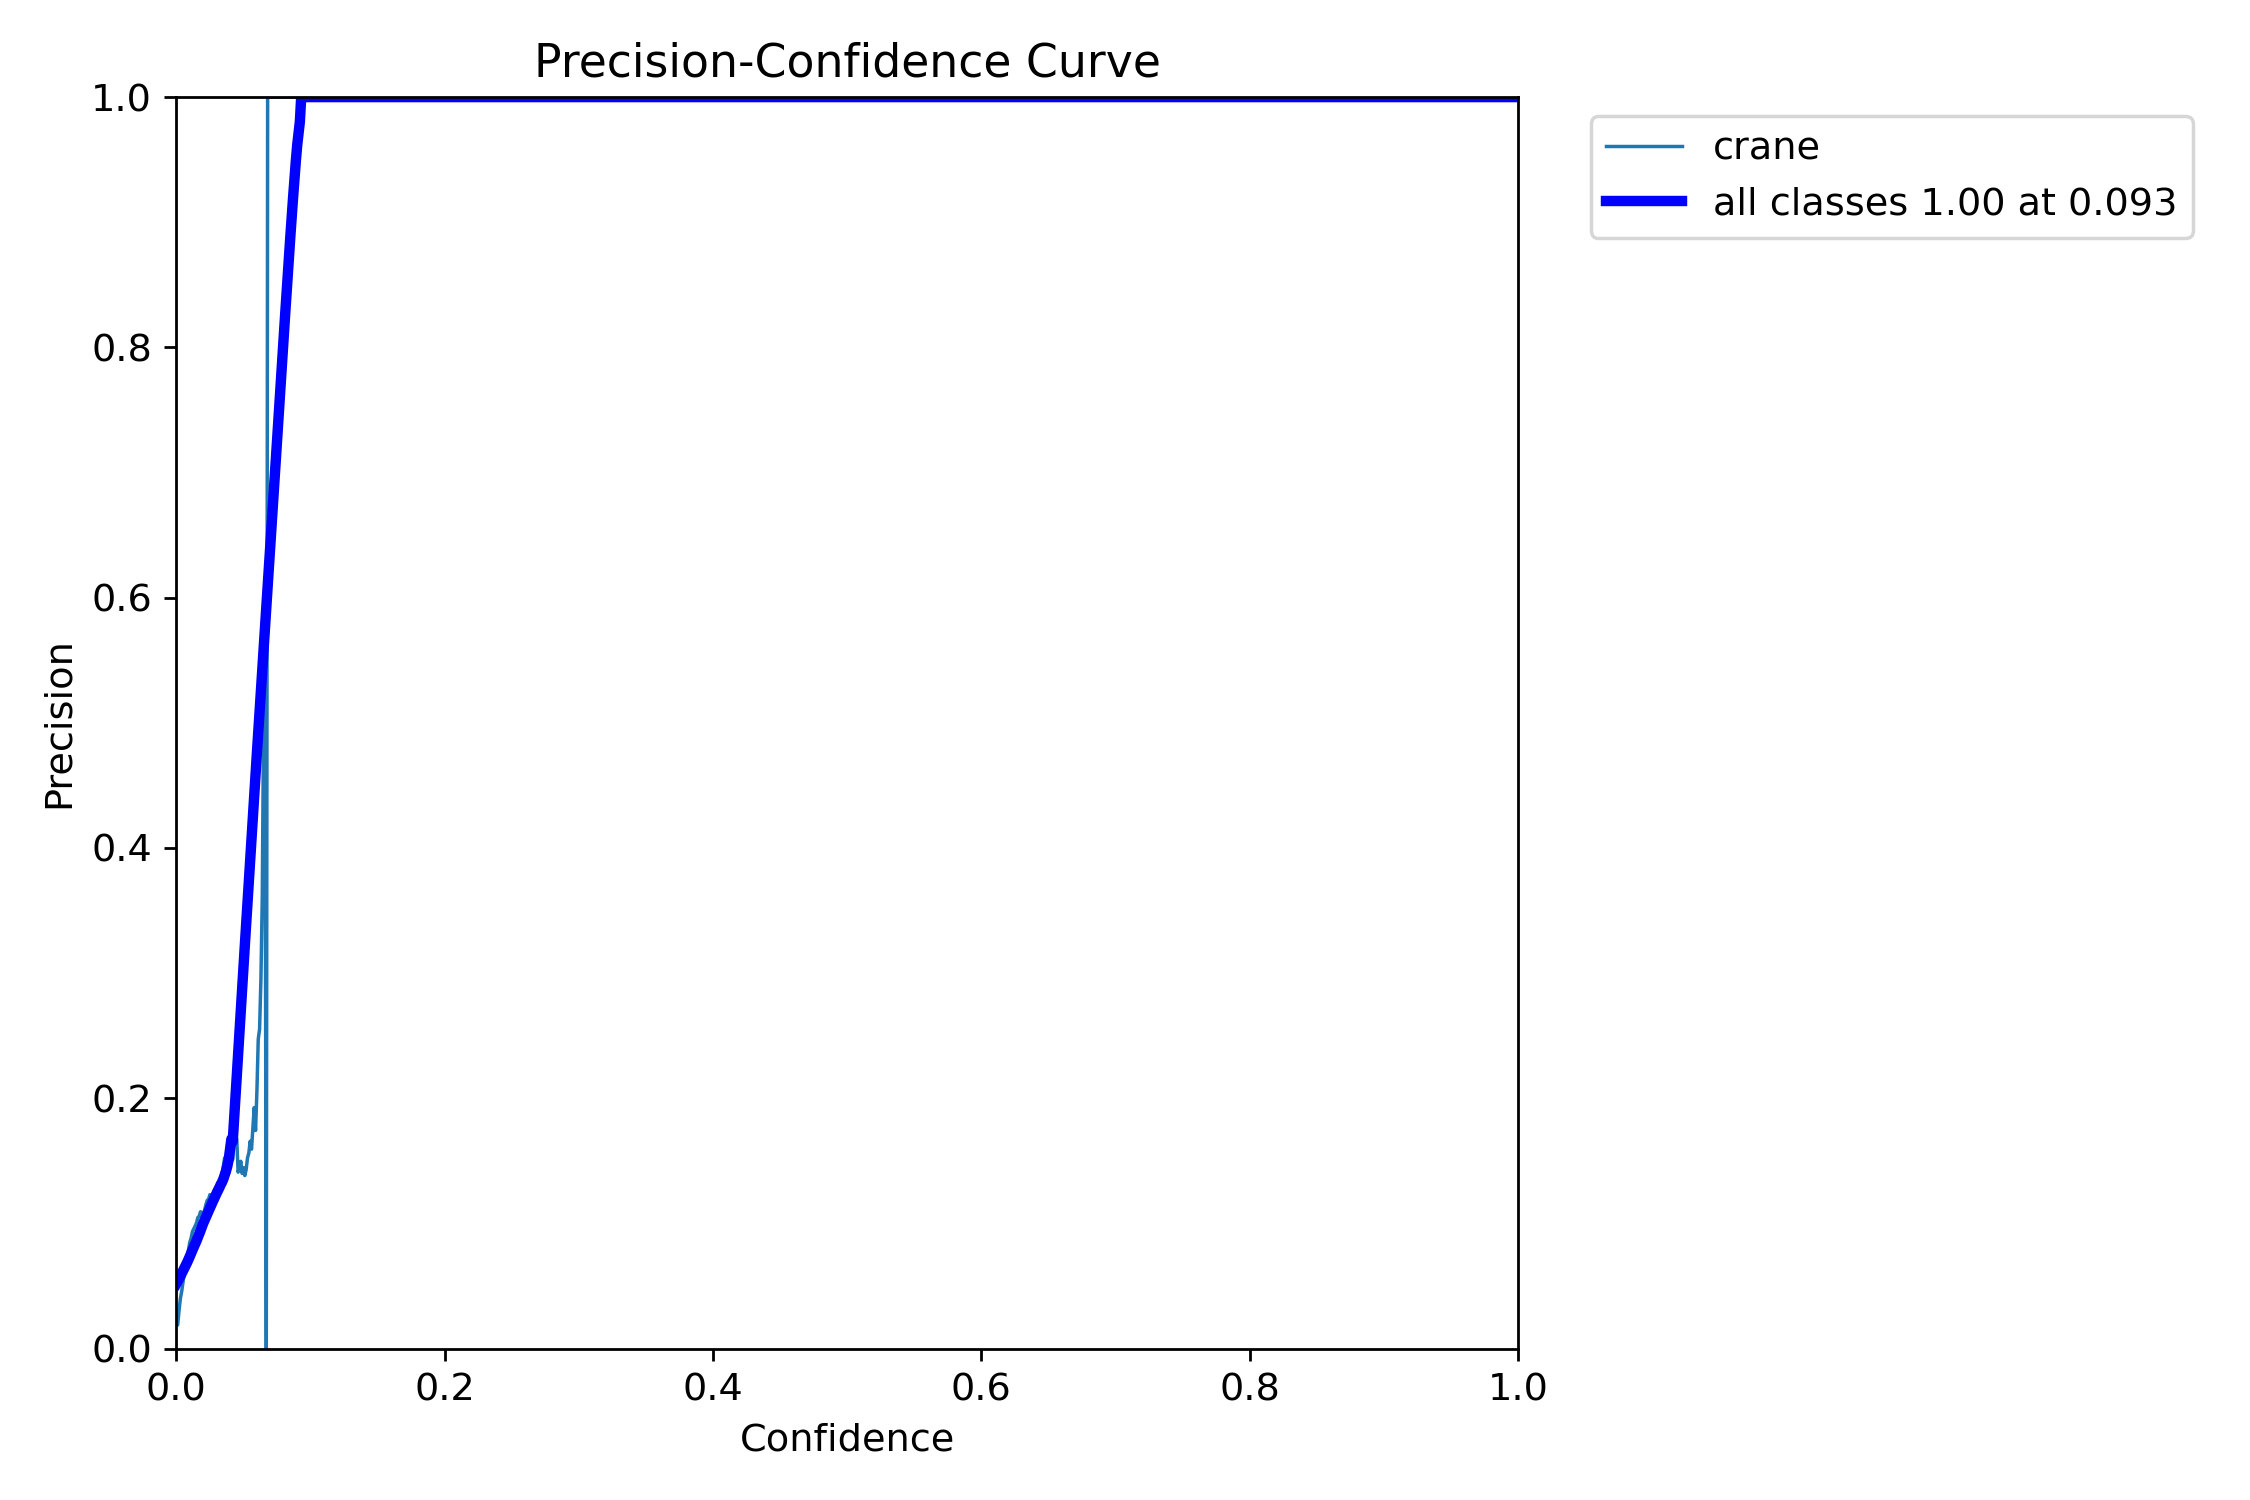 Precision-Confidence Curve
1.0
0.8
0.6
0.4
0.2
0.0
Precision
0.0 0.2 0.4 0.6 0.8 1.0
Confidence
crane
all classes 1.00 at 0.093